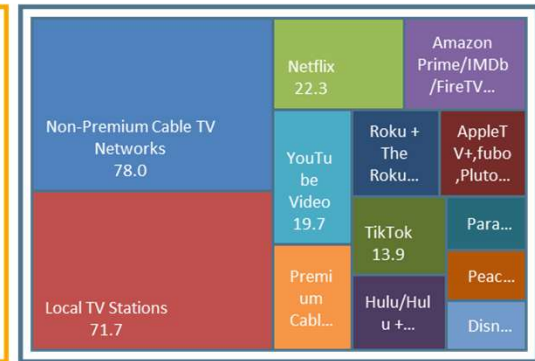 Non-Premium Cable TV
Networks
78.0
Local TV Stations
71.7
Netflix
22.3
Amazon
Prime/IMDb
/FireTV...
YouTu
be
Video
19.7
Roku +
The
Roku...
AppleT
V+,fubo
,Pluto...
Premi
um
Cabl...
TikTok
13.9
Hulu/Hul
u +...
Para...
Peac...
Disn...